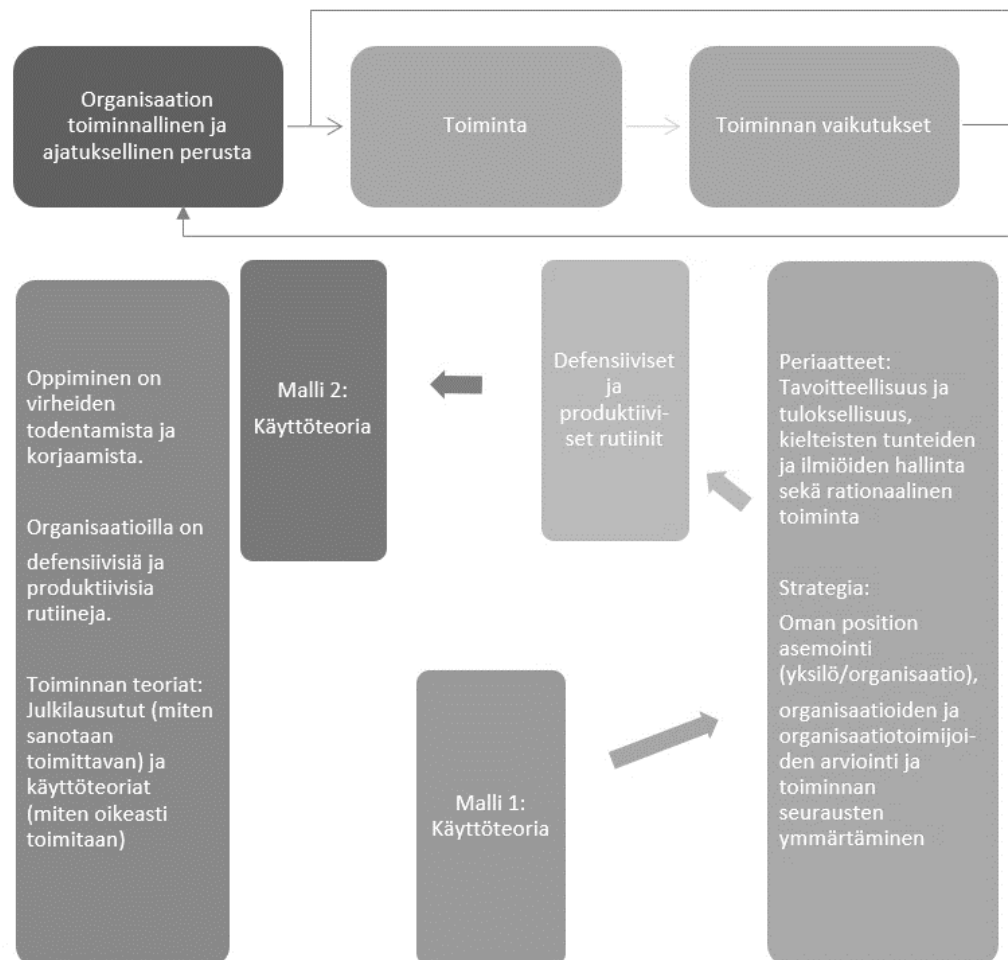 Organisaation
toiminnallinen ja
ajatuksellinen perusta
Toiminta
Toiminnan vaikutukset
Oppiminen on
virheiden
todentamista ja
korjaamista.
Organisaatioilla on
defensiivisiä ja
produktiivisia
rutiineja.
Toiminnan teoriat:
Julkilausutut (miten
sanotaan
toimittavan) ja
käyttöteoriat
(miten oikeasti
toimitaan)
Malli 2:
Käyttöteoria
Malli 1:
Käyttöteoria
Defensiiviset
ja
produktiivi-
set rutiinit
Periaatteet:
Tavoitteellisuus ja
tuloksellisuus,
kielteisten tunteiden
ja ilmiöiden hallinta
sekä rationaalinen
toiminta
Strategia:
Oman position
asemointi
(yksilö/organisaatio),
organisaatioiden ja
organisaatiotoimijoi-
den arviointi ja
toiminnan
seurausten
ymmärtäminen